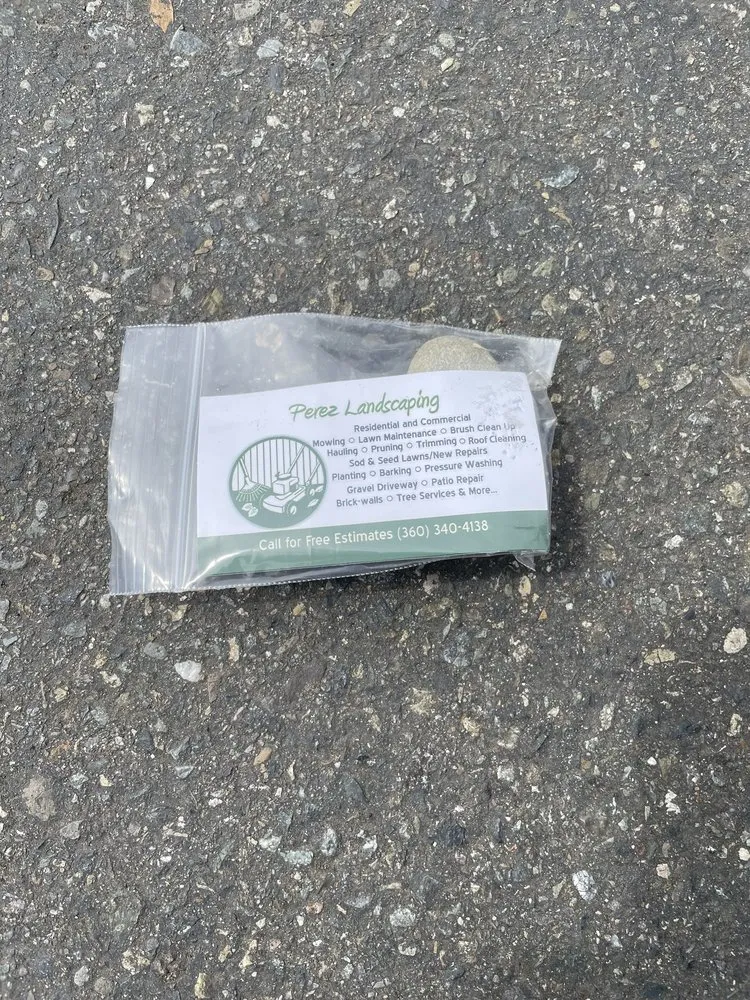 Perez Landscaping
Residential and Commercial
Mowing o Lawn Maintenance o Brush Clean Up
Hauling o Pruning o Trimming o Roof Cleaning
Sod & Seed Lawns/New Repairs
Planting o Barking o Pressure Washing
Gravel Driveway o Patio Repair
Brick-walls o Tree Services & More...
Call for Free Estimates (360) 340-4138